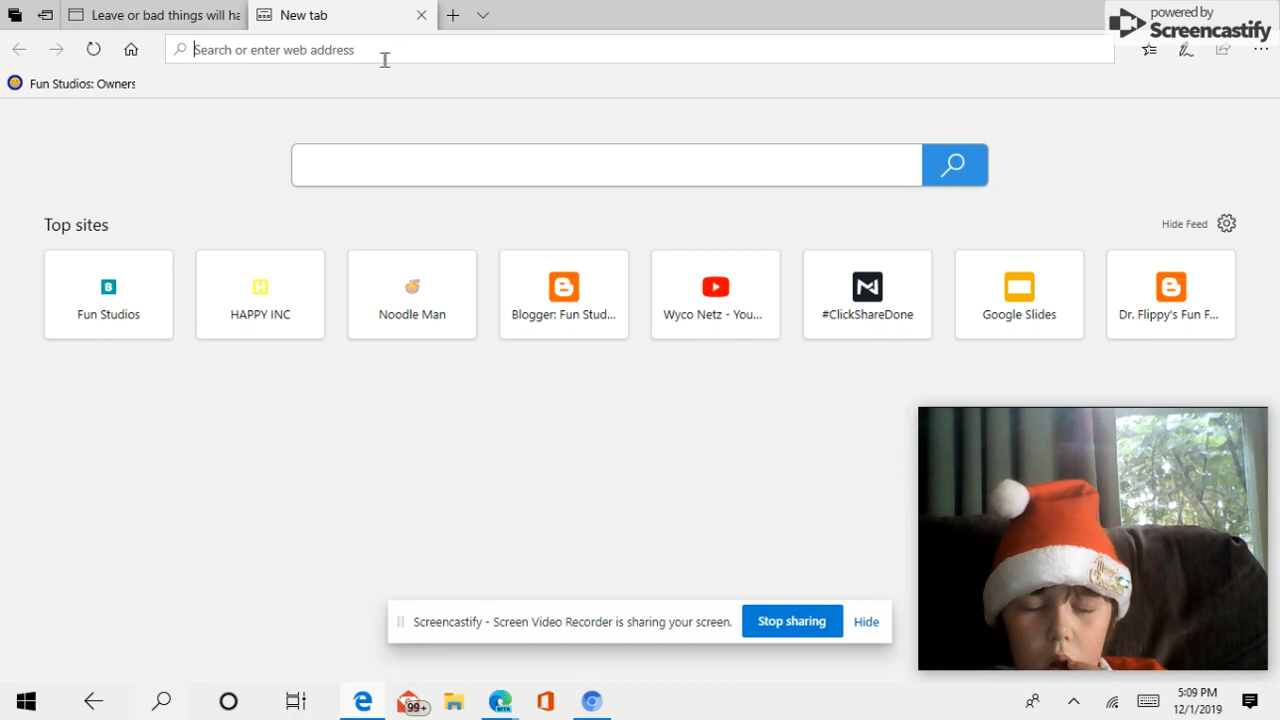 Leave or bad things will ha
New tab
powered by
Screencastify
Search or enter web address
Fun Studios: Owners
Top sites
Hide Feed
B
H
Fun Studios
HAPPY INC
Noodle Man
Blogger: Fun Stud...
Wyco Netz - You...
#ClickShareDone
Google Slides
Dr. Flippy's Fun F...
Screencastify - Screen Video Recorder is sharing your screen.
Stop sharing
Hide
99+
BETA
5:09 PM
12/1/2019